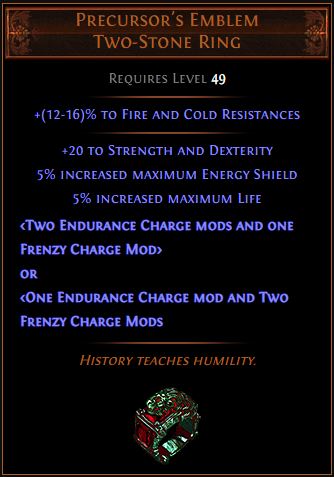 Precursor's Emblem
Two-Stone Ring
Requires Level 49
+(12-16)% to Fire and Cold Resistances
+20 to Strength and Dexterity
5% increased maximum Energy Shield
5% increased maximum Life
<Two Endurance Charge mods and one
Frenzy Charge Mod>
or
<One Endurance Charge mod and Two
Frenzy Charge Mods
History teaches humility.